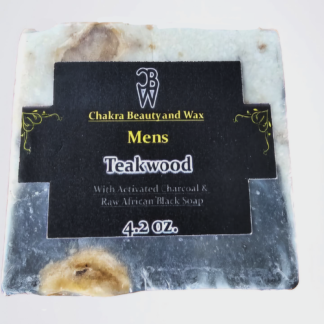 CBW
Chakra Beauty and Wax
Mens
Teakwood
With Activated Charcoal &
Raw African Black Soap
4.2 oz.